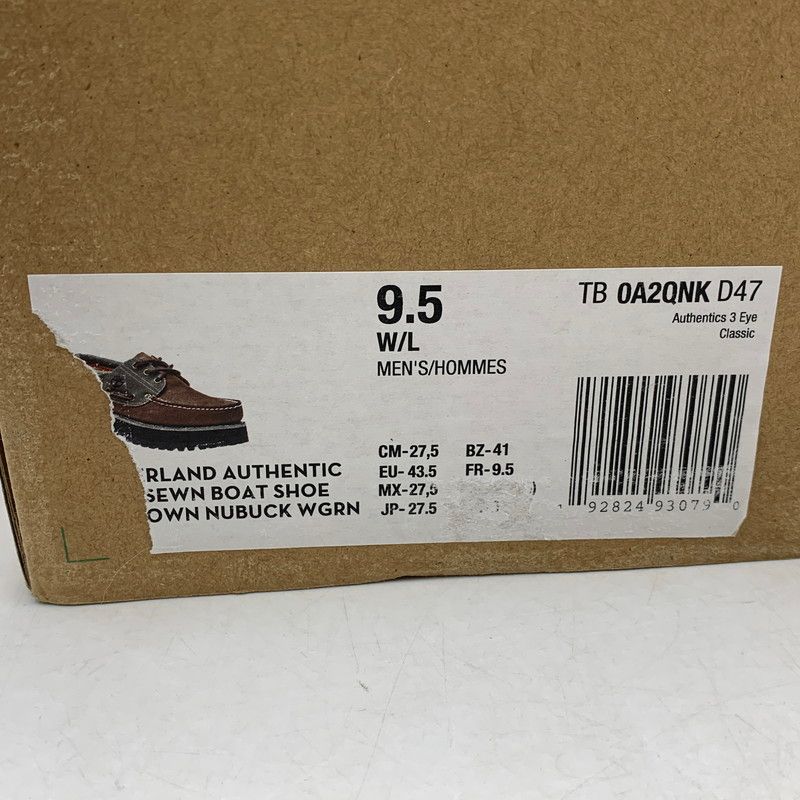 9.5
W/L
MEN'S/HOMMES
TB 0A2QNK D47
Authentics 3 Eye
Classic
RLAND AUTHENTIC
SEWN BOAT SHOE
OWN NUBUCK WGRN
CM-27,5 BZ-41
EU-43.5 FR-9.5
MX-27,5
JP-27.5
1 92824 93079 0